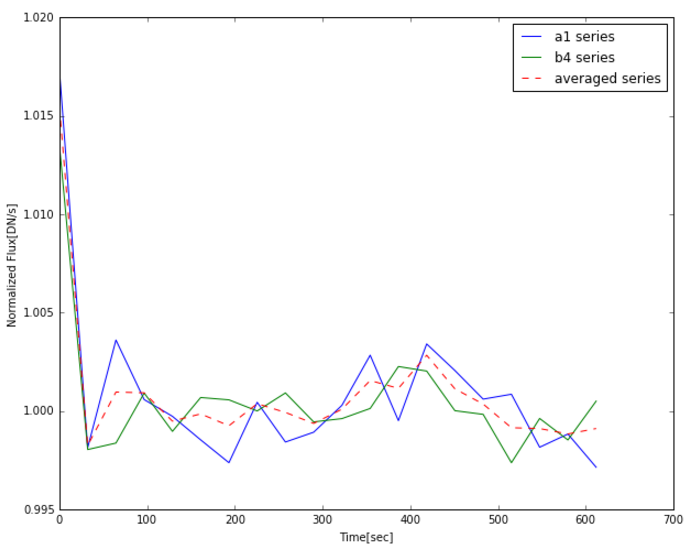 1.020
1.015
1.010
1.005
1.000
0.995
Normalized Flux[DN/s]
a1 series
b4 series
averaged series
0 100 200 300 400 500 600 700
Time[sec]